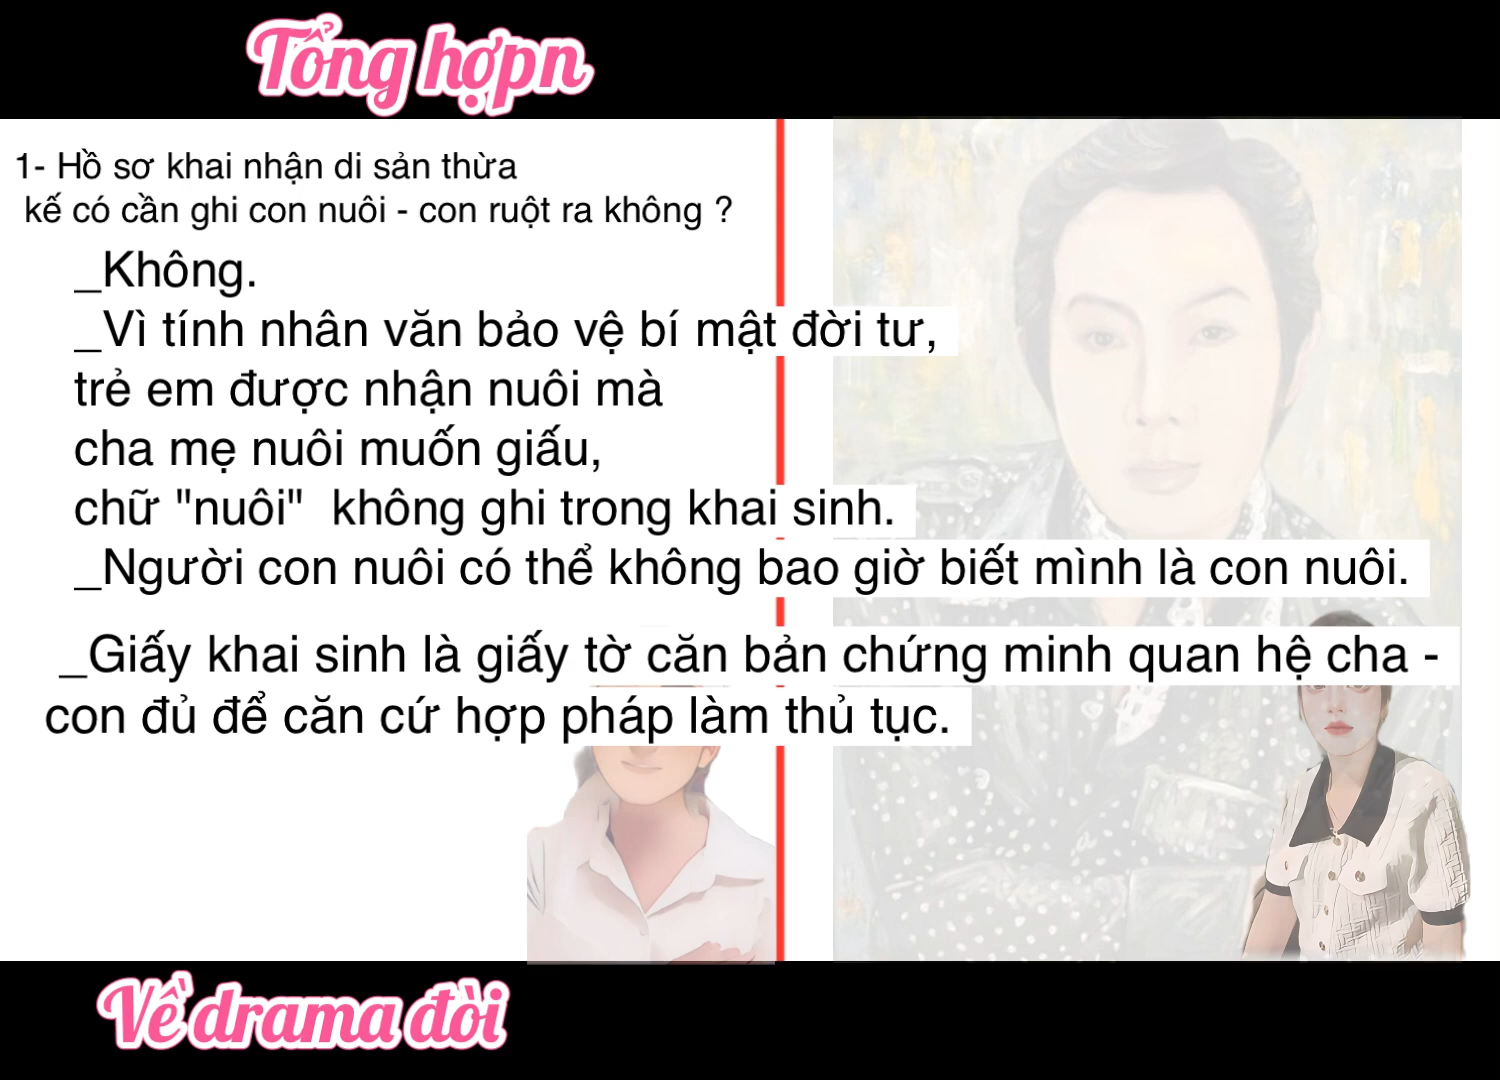 Tổng hợpn
1- Hồ sơ khai nhận di sản thừa
kế có cần ghi con nuôi - con ruột ra không ?
_Không.
_Vì tính nhân văn bảo vệ bí mật đời tư,
trẻ em được nhận nuôi mà
cha mẹ nuôi muốn giấu,
chữ "nuôi" không ghi trong khai sinh.
_Người con nuôi có thể không bao giờ biết mình là con nuôi.
_Giấy khai sinh là giấy tờ căn bản chứng minh quan hệ cha -
con đủ để căn cứ hợp pháp làm thủ tục.
Về drama đòi